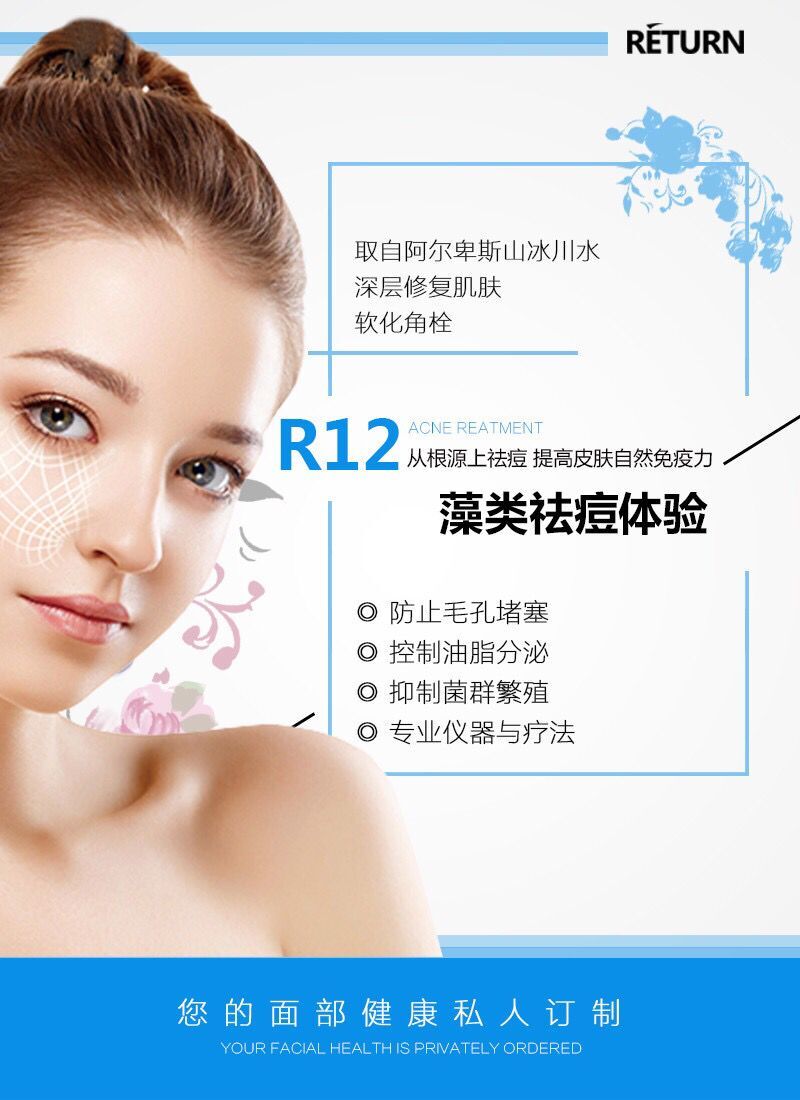 RETURN
取自阿尔卑斯山冰川水
深层修复肌肤
软化角栓
R12
ACNE REATMENT
从根源上祛痘 提高皮肤自然免疫力
藻类祛痘体验
◎ 防止毛孔堵塞
◎ 控制油脂分泌
◎ 抑制菌群繁殖
◎ 专业仪器与疗法
您的面部健康私人订制
YOUR FACIAL HEALTH IS PRIVATELY ORDERED